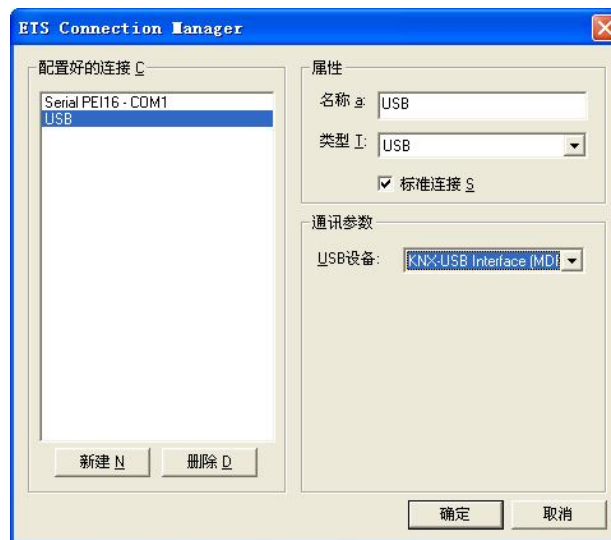 ETS Connection Manager
配置好的连接 C
Serial PEI16 - COM1
USB
新建 N
删除 D
属性
名称 a:
USB
类型 T:
USB
标准连接 S
通讯参数
USB设备:
KNX-USB Interface (MDI
确定
取消